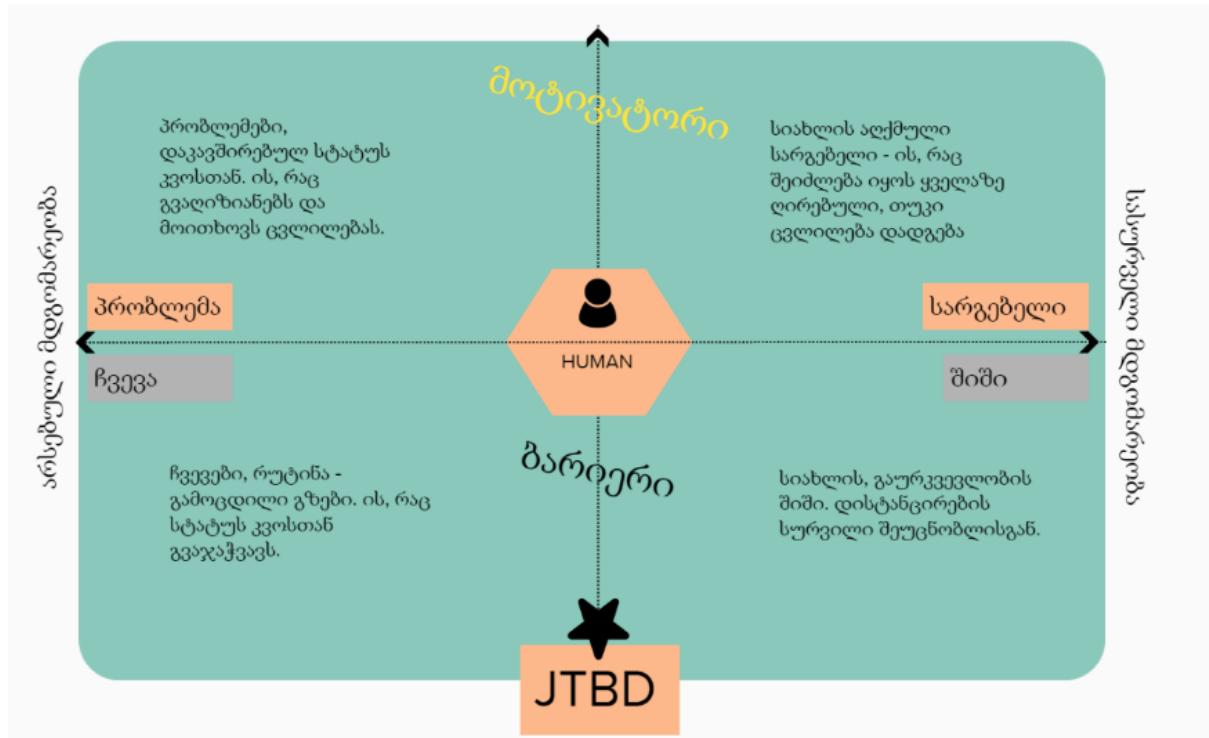 მოტივატორი
პრობლემები,
დაკავშირებულ სტატუს
კვოსთან. ის, რაც
გვაღიზიანებს და
მოითხოვს ცვლილებას.
სიახლის აღქმული
სარგებელი - ის, რაც
შეიძლება იყოს ყველაზე
ღირებული, თუკი
ცვლილება დადგება
არსებული მდგომარეობა
სასურველი მდგომარეობა
პრობლემა
სარგებელი
HUMAN
ჩვევა
შიში
ბარიერი
ჩვევები, რუტინა -
გამოცდილი გზები. ის, რაც
სტატუს კვოსთან
გვაჯაჭვავს.
სიახლის, გაურკვევლობის
შიში. დისტანცირების
სურვილი შეუცნობლისგან.
JTBD